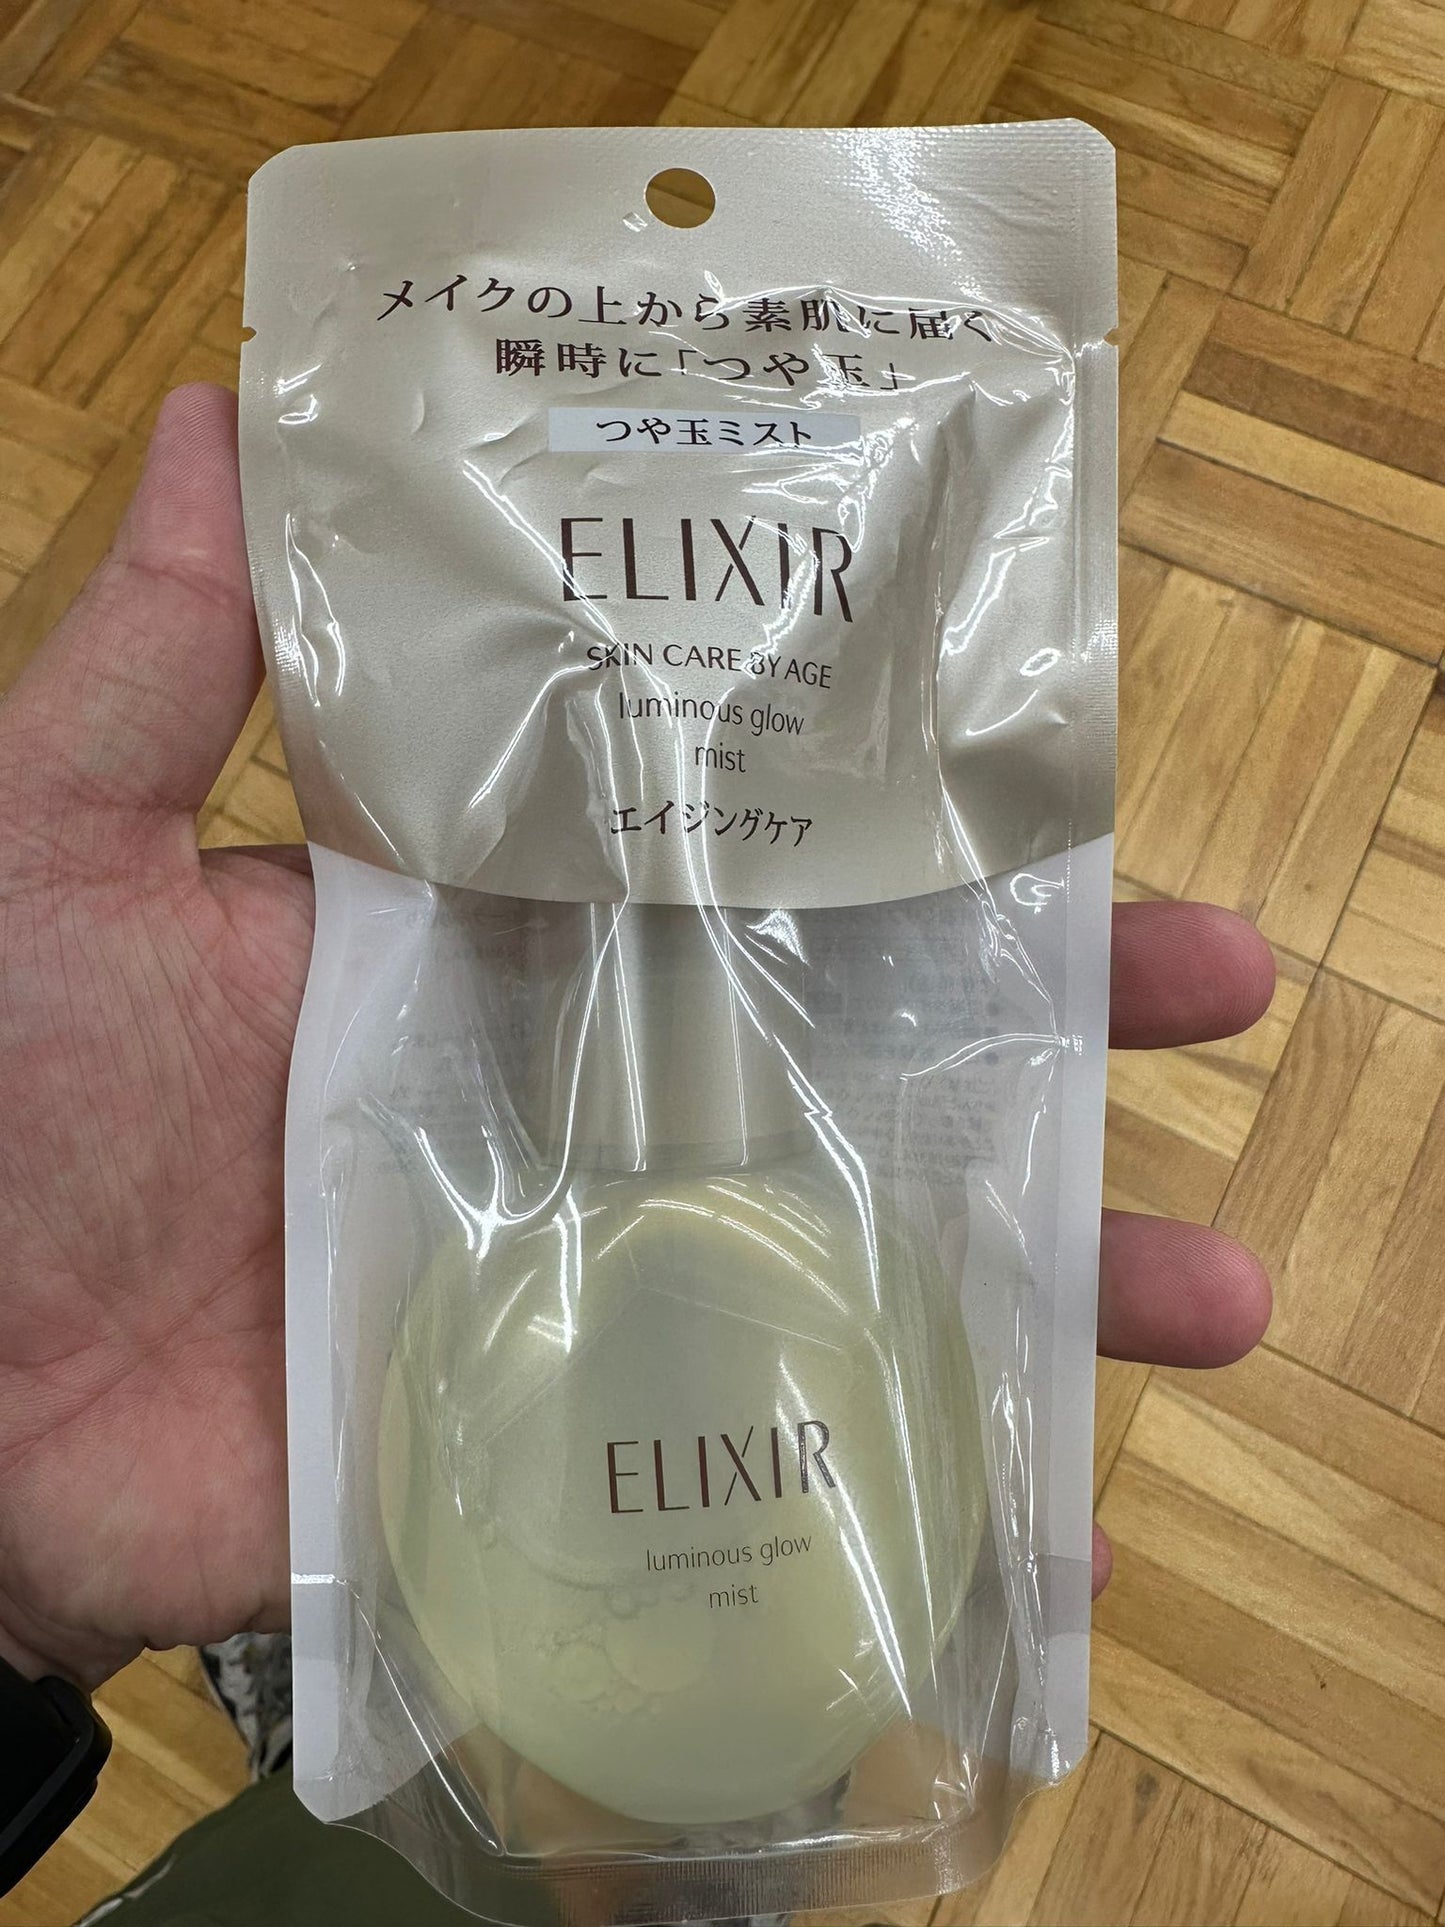 メイクの上から素肌に届く
瞬時に「つや玉」
つや玉ミスト
ELIXIR
SKIN CARE BY AGE
luminous glow
mist
エイジングケア
ELIXIR
luminous glow
mist